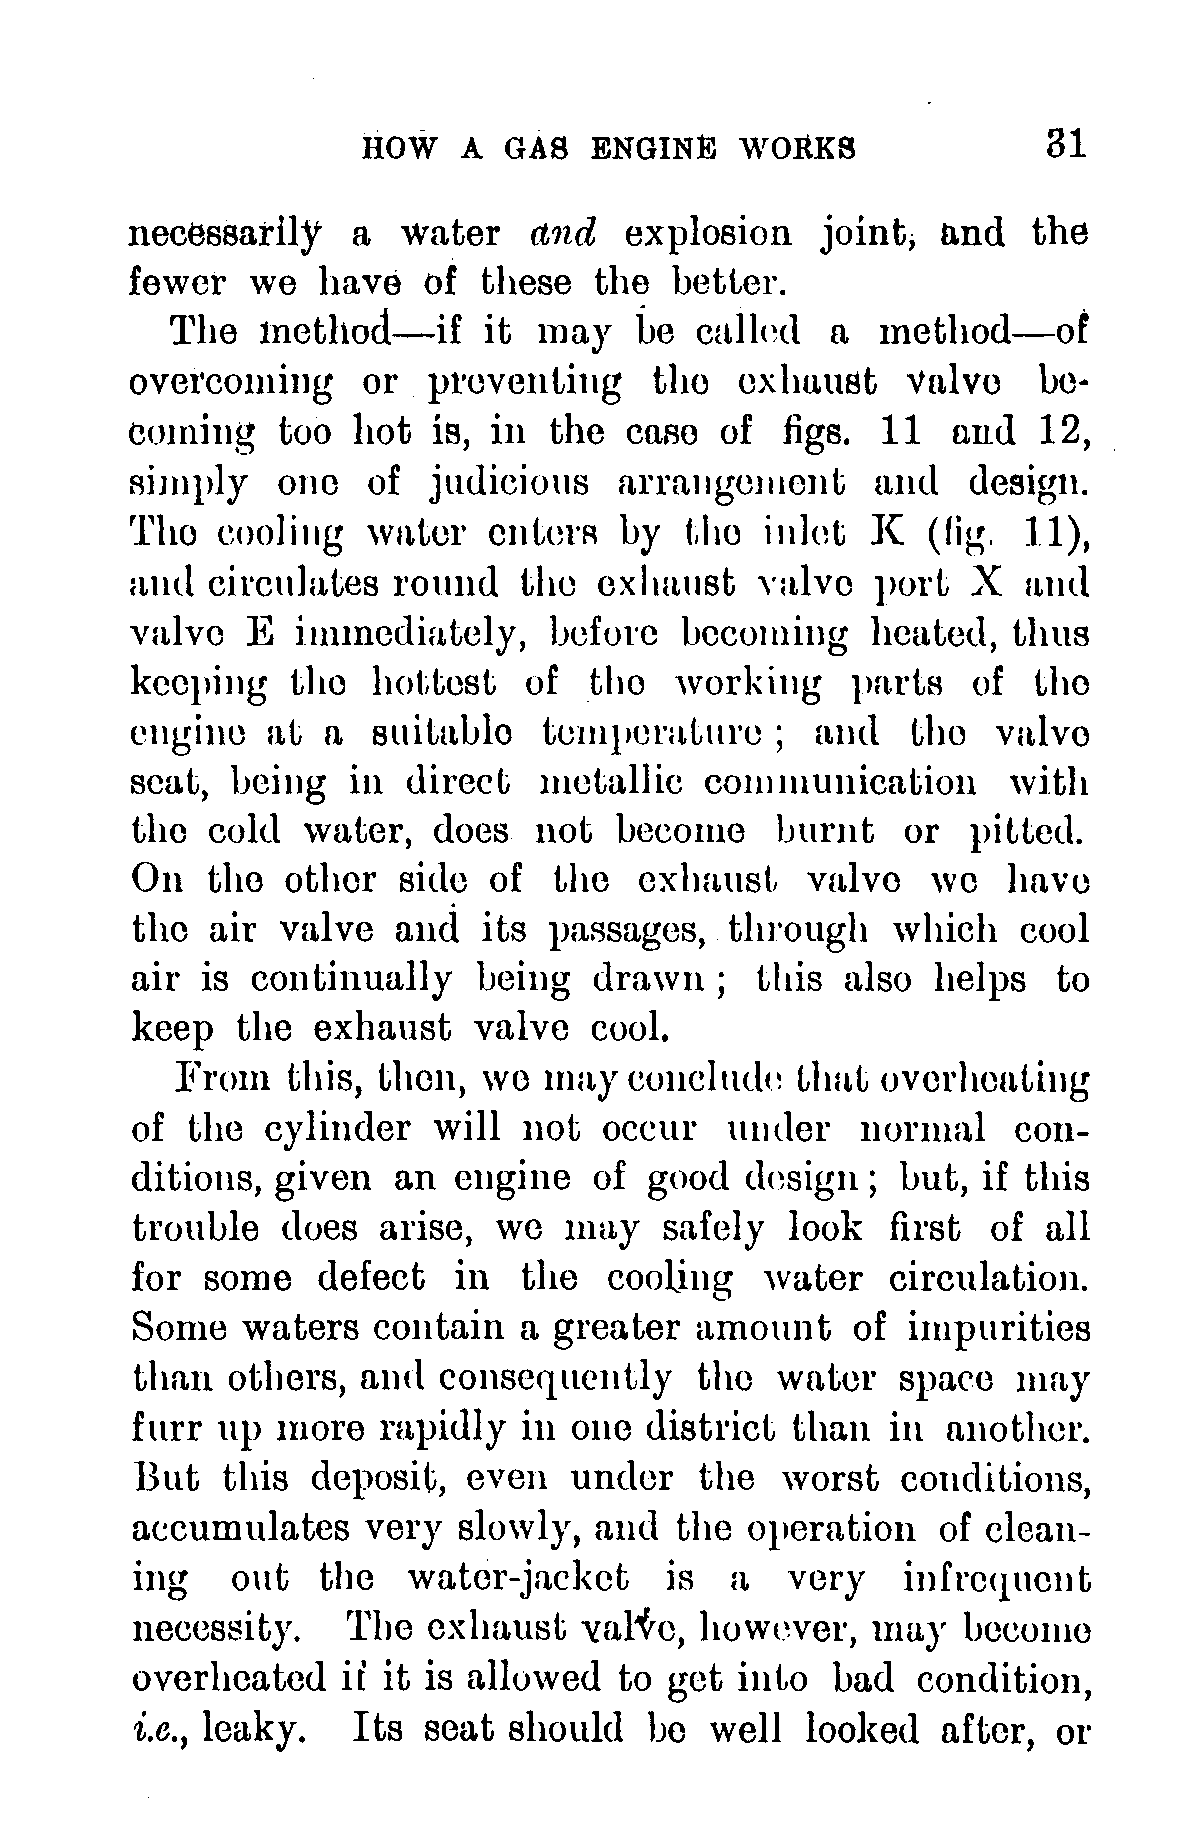 HOW A GAS ENGINE WORKS 31
necessarily a water and explosion joint, and the
fewer we have of these the better.
The method—if it may be called a method—of
overcoming or preventing the exhaust valve be-
coming too hot is, in the case of figs. 11 and 12,
simply one of judicious arrangement and design.
The cooling water enters by the inlet K (fig. 11),
and circulates round the exhaust valve port X and
valve E immediately, before becoming heated, thus
keeping the hottest of the working parts of the
engine at a suitable temperature ; and the valve
seat, being in direct metallic communication with
the cold water, does not become burnt or pitted.
On the other side of the exhaust valve we have
the air valve and its passages, through which cool
air is continually being drawn ; this also helps to
keep the exhaust valve cool.
From this, then, we may conclude that overheating
of the cylinder will not occur under normal con-
ditions, given an engine of good design ; but, if this
trouble does arise, we may safely look first of all
for some defect in the cooling water circulation.
Some waters contain a greater amount of impurities
than others, and consequently the water space may
furr up more rapidly in one district than in another.
But this deposit, even under the worst conditions,
accumulates very slowly, and the operation of clean-
ing out the water-jacket is a very infrequent
necessity. The exhaust valve, however, may become
overheated if it is allowed to get into bad condition,
i.e., leaky. Its seat should be well looked after, or